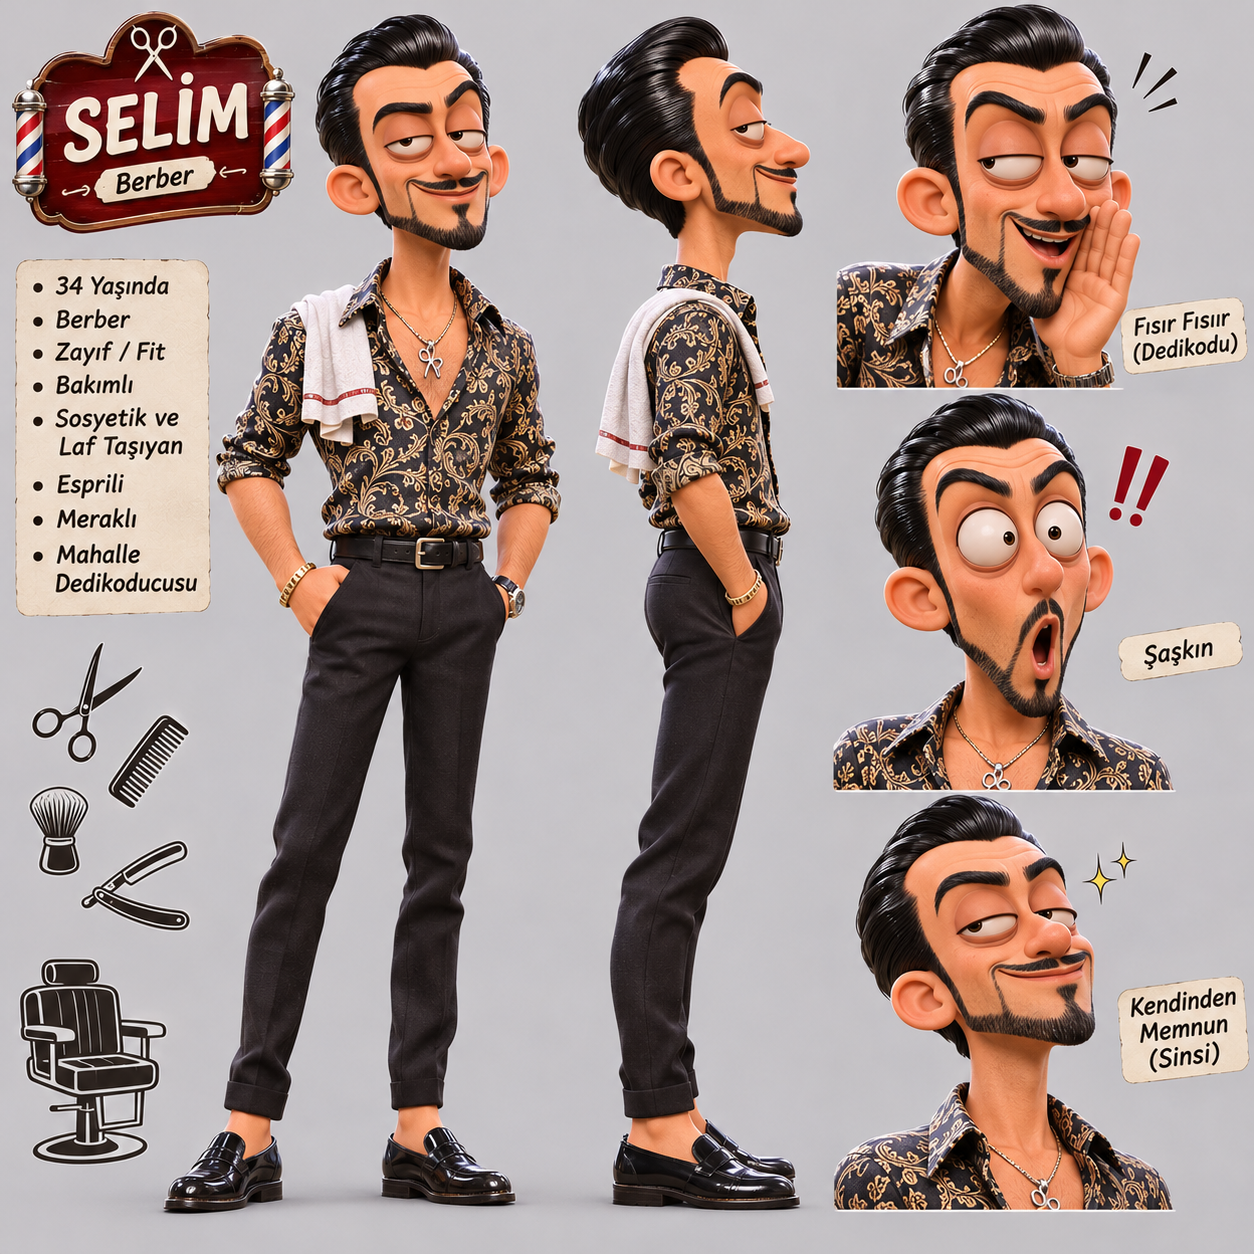 SELİM
Berber
34 Yaşında
Berber
Zayıf / Fit
Bakımlı
Sosyetik ve
Laf Taşıyan
Esprili
Meraklı
Mahalle
Dedikoducusu
Fısır Fısıır
(Dedikodu)
!!
Şaşkın
Kendinden
Memnun
(Sinsi)